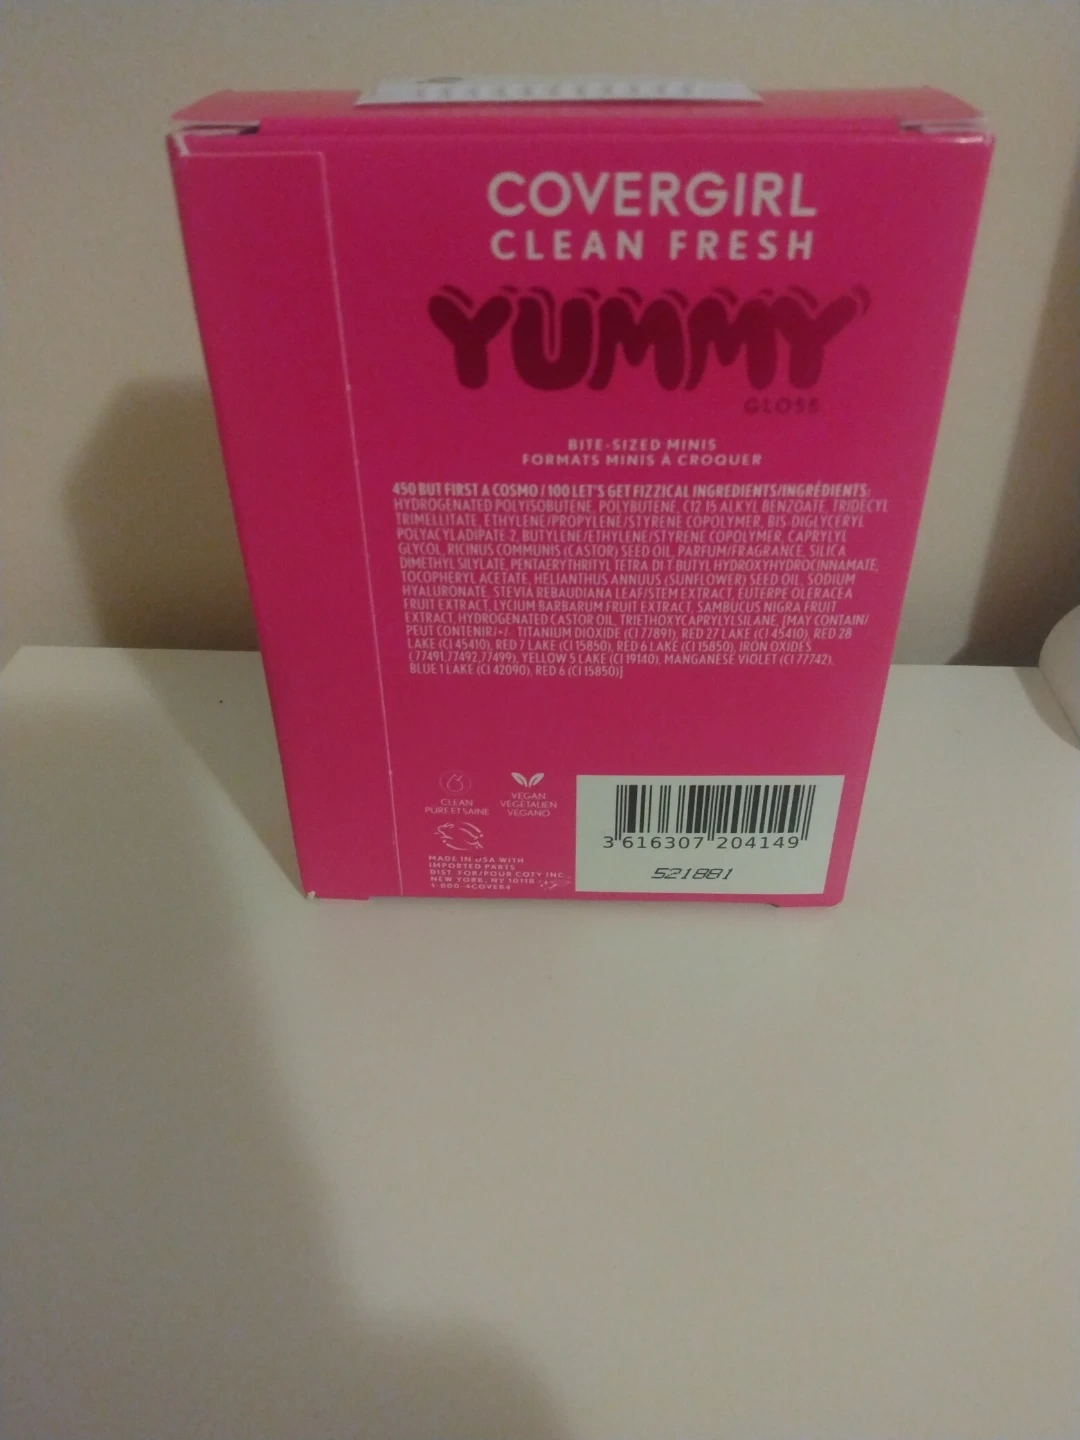 COVERGIRL
CLEAN FRESH
YUMMY
GLOSS
BITE-SIZED MINIS
FORMATS MINIS À CROQUER
450 BUT FIRST A COSMO / 100 LET'S GET FIZZICAL INGREDIENTS/INGRÉDIENTS:
HYDROGENATED POLYISOBUTENE, POLYBUTENE, C12 15 ALKYL BENZOATE, TRIDECYL
TRIMELLITATE, ETHYLENE/PROPYLENE/STYRENE COPOLYMER, BIS-DIGLYCERYL
POLYACYLADIPATE 2, BUTYLENE/ETHYLENE/STYRENE COPOLYMER, CAPRYLYL
GLYCOL, RICINUS COMMUNIS (CASTOR) SEED OIL, PARFUM/FRAGRANCE, SILICA
DIMETHYL SILYLATE, PENTAERYTHRITYL TETRA DI T BUTYL HYDROXYHYDROCINNAMATE,
TOCOPHERYL ACETATE, HELIANTHUS ANNUUS (SUNFLOWER) SEED OIL, SODIUM
HYALURONATE, STEVIA REBAUDIANA LEAF/STEM EXTRACT, EUTERPE OLERACEA
FRUIT EXTRACT, LYCIUM BARBARUM FRUIT EXTRACT, SAMBUCUS NIGRA FRUIT
EXTRACT, HYDROGENATED CASTOR OIL, TRIETHOXYCAPRYLYLSILANE, [MAY CONTAIN/
PEUT CONTENIR/+/- TITANIUM DIOXIDE (CI 77891), RED 27 LAKE (CI 45410), RED 28
LAKE (CI 45410), RED 7 LAKE (CI 15850), RED 6 LAKE (CI 15850), IRON OXIDES
(77491,77492,77499), YELLOW 5 LAKE (CI 19140), MANGANESE VIOLET (CI 77742),
BLUE 1 LAKE (CI 42090), RED 6 (CI 15850)]
CLEAN
PURE ET SAINE
VEGAN
VÉGÉTALIEN
VEGANO
MADE IN USA WITH
IMPORTED PARTS
DIST. FOR/POUR COTY INC.,
NEW YORK, NY 10118
1-800-4COVERG
3 616307 204149
521881